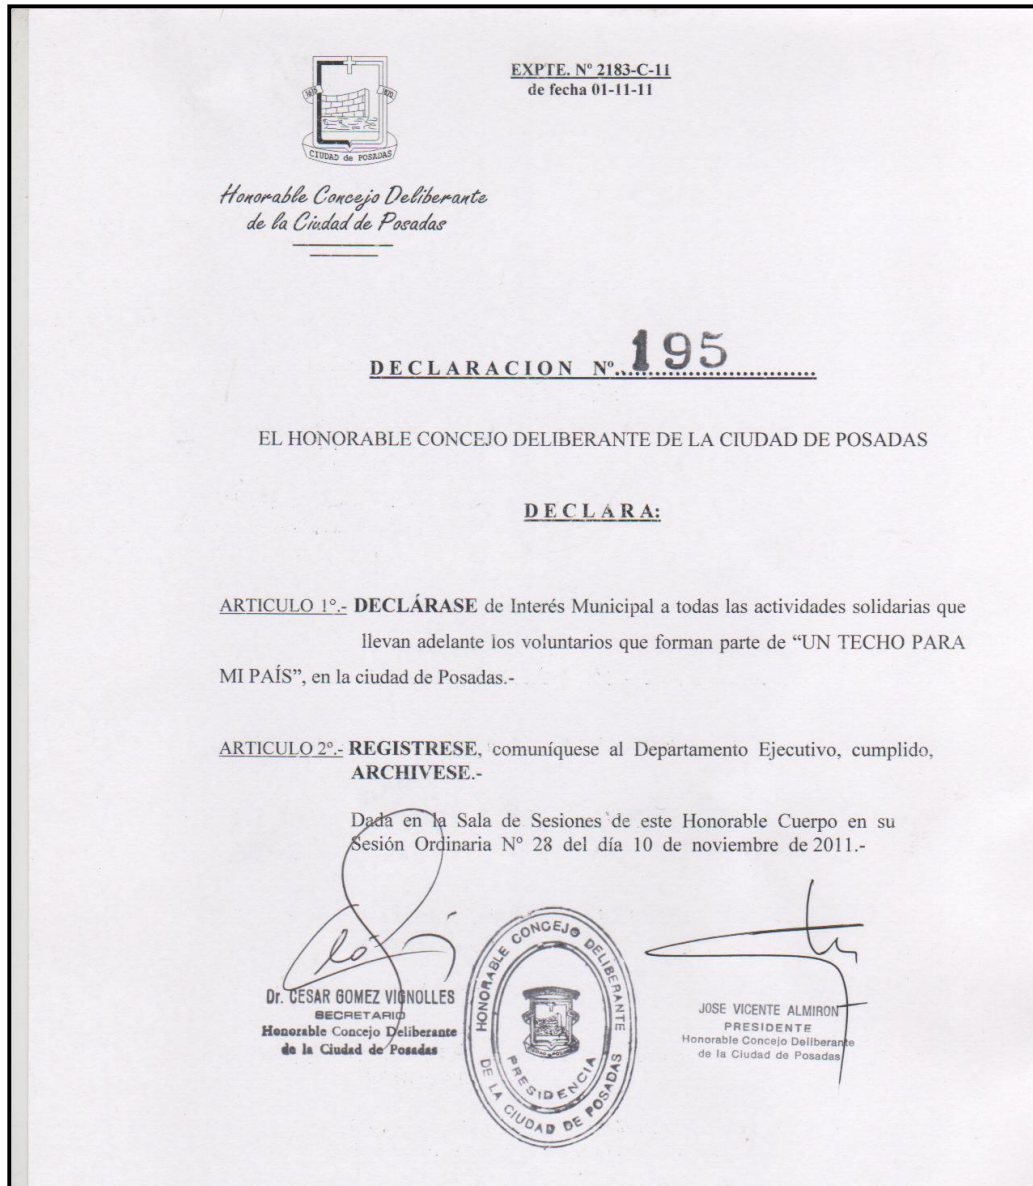 EXPTE. Nº 2183-C-11
de fecha 01-11-11
CIUDAD de POSADAS
Honorable Concejo Deliberante
de la Ciudad de Posadas
DECLARACION Nº.195
EL HONORABLE CONCEJO DELIBERANTE DE LA CIUDAD DE POSADAS
DECLARA:
ARTICULO 1º.- DECLÁRASE de Interés Municipal a todas las actividades solidarias que
llevan adelante los voluntarios que forman parte de “UN TECHO PARA
MI PAÍS”, en la ciudad de Posadas.-
ARTICULO 2º.- REGISTRESE, comuníquese al Departamento Ejecutivo, cumplido,
ARCHIVESE.-
Dada en la Sala de Sesiones de este Honorable Cuerpo en su
Sesión Ordinaria Nº 28 del día 10 de noviembre de 2011.-
Dr. CESAR GOMEZ VIGNOLLES
SECRETARIO
Honorable Concejo Deliberante
de la Ciudad de Posadas
HONORABLE CONCEJO DELIBERANTE
DE LA CIUDAD DE POSADAS
PRESIDENCIA
JOSE VICENTE ALMIRON
PRESIDENTE
Honorable Concejo Deliberante
de la Ciudad de Posadas